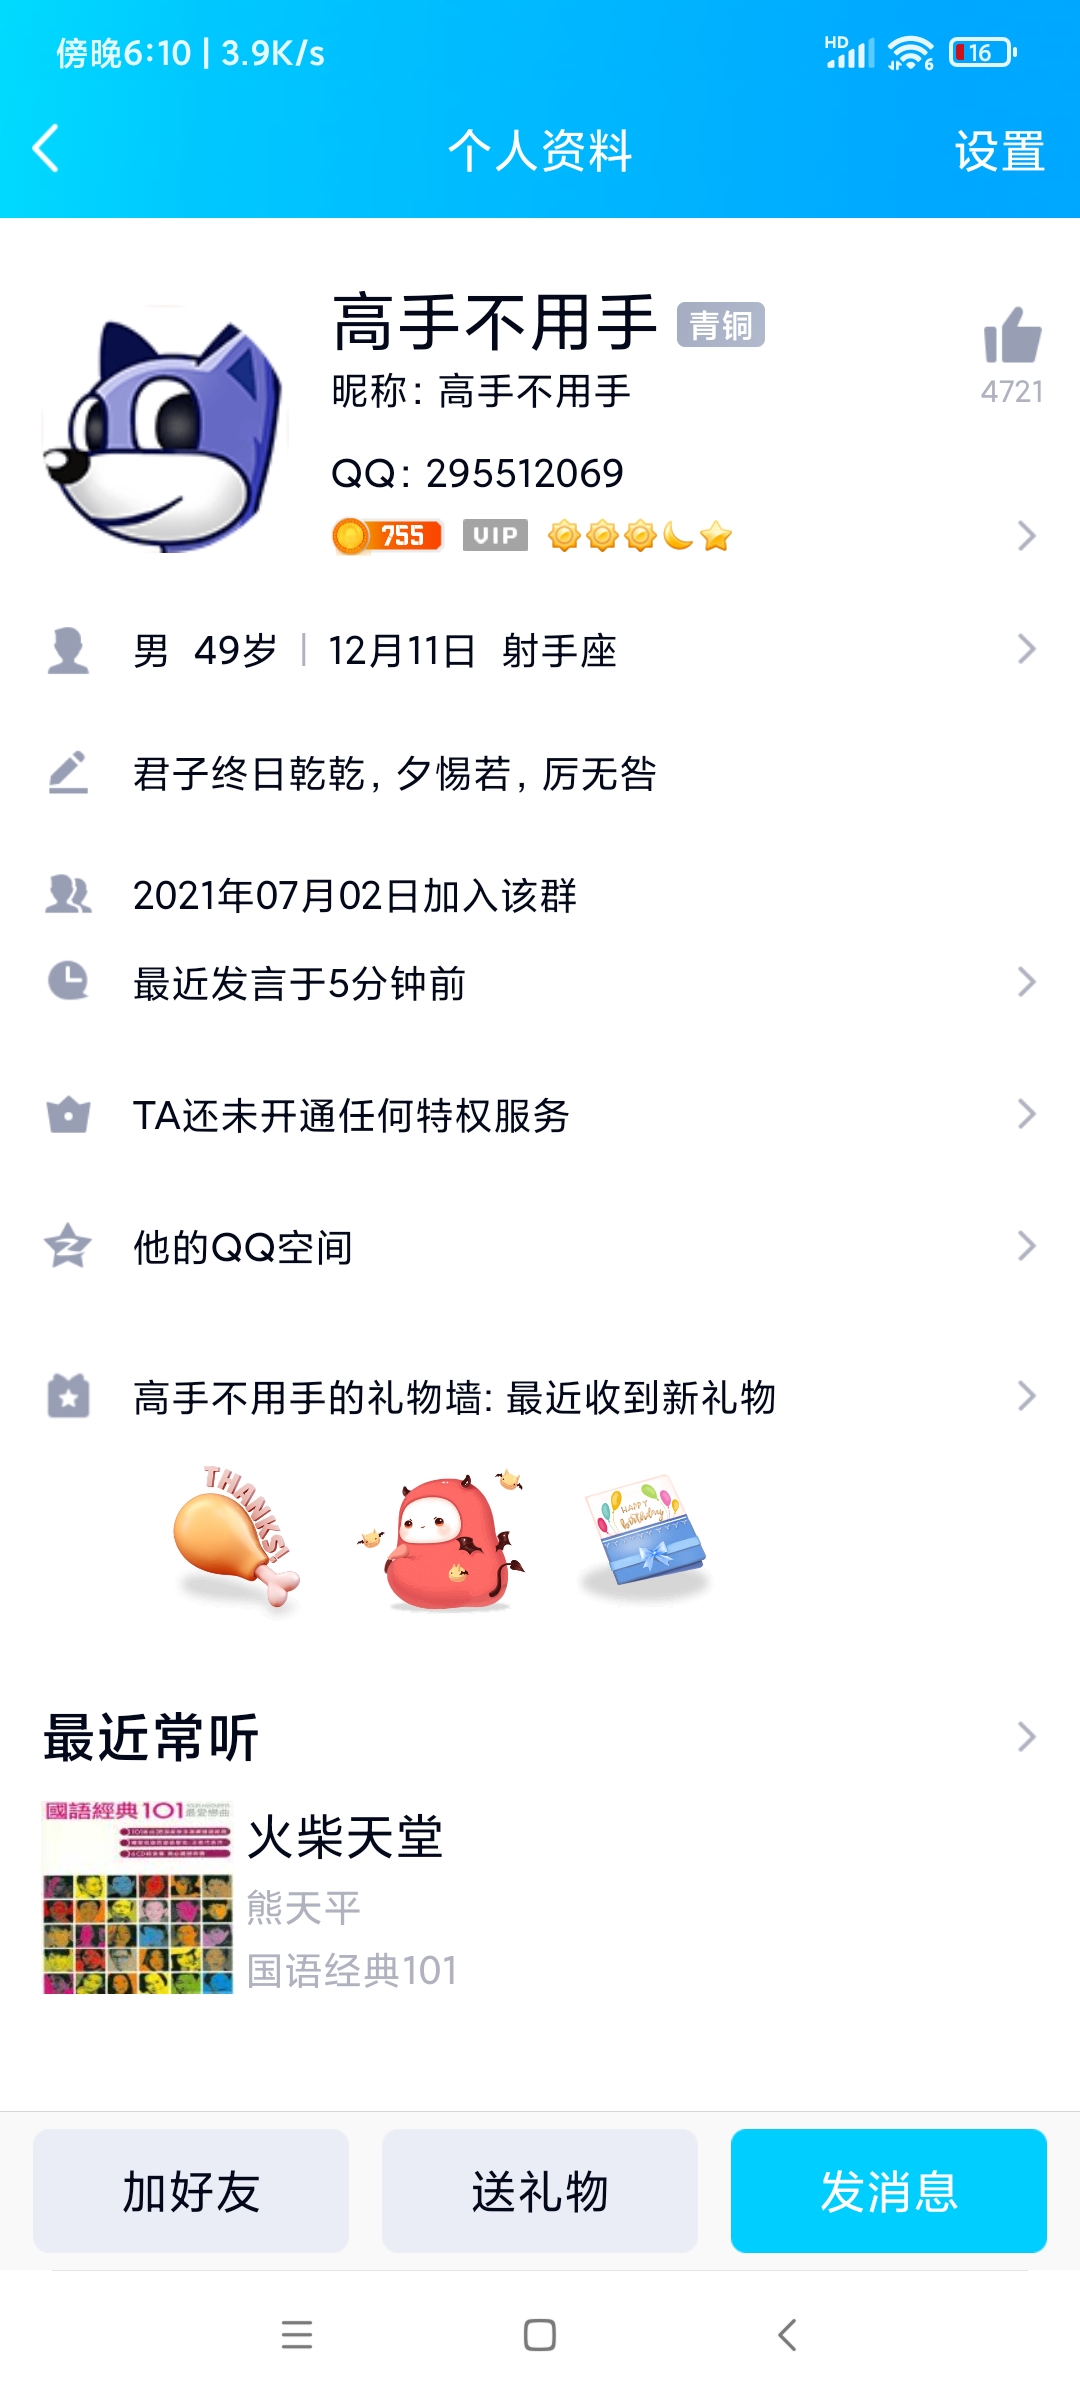 傍晚6:10 | 3.9K/s
HD
6
16
个人资料
设置
高手不用手 青铜
昵称: 高手不用手
4721
QQ: 295512069
755 VIP
男 49岁 | 12月11日 射手座
君子终日乾乾, 夕惕若, 厉无咎
2021年07月02日加入该群
最近发言于5分钟前
TA还未开通任何特权服务
他的QQ空间
高手不用手的礼物墙: 最近收到新礼物
THANKS!
HAPPY
birthday
最近常听
國語經典101
最愛戀曲
火柴天堂
熊天平
国语经典101
加好友
送礼物
发消息